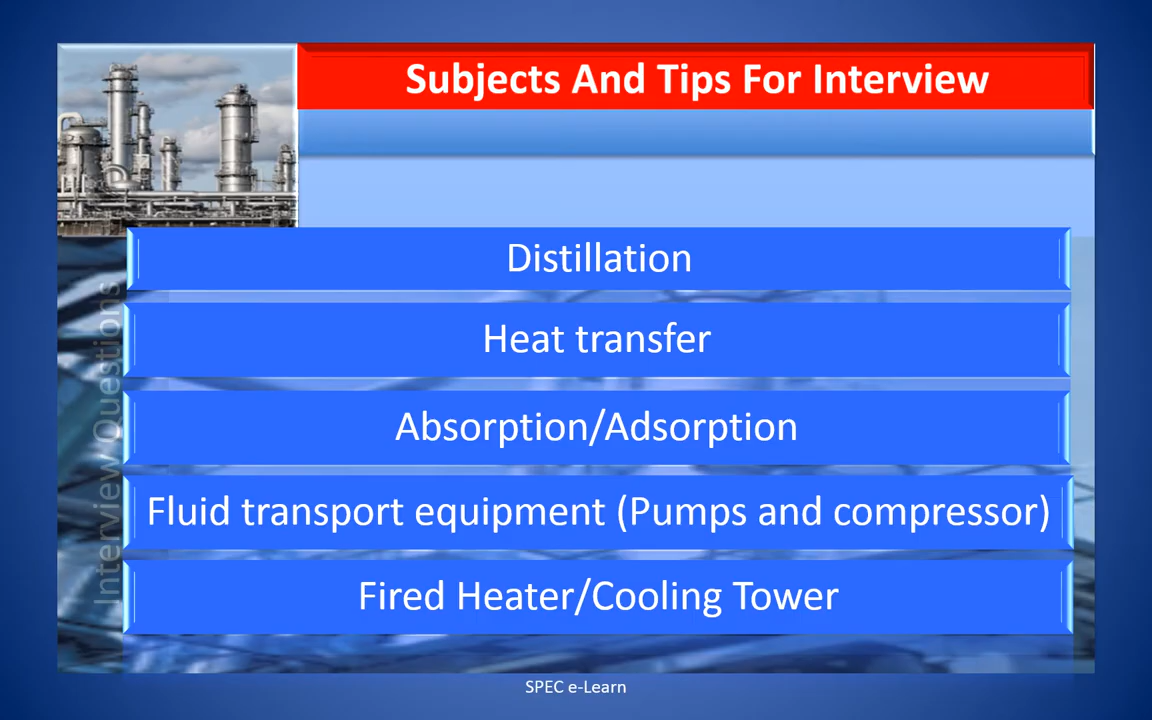 Subjects And Tips For Interview
Distillation
Heat transfer
Absorption/Adsorption
Fluid transport equipment (Pumps and compressor)
Fired Heater/Cooling Tower
Interview Questions
SPEC e-Learn